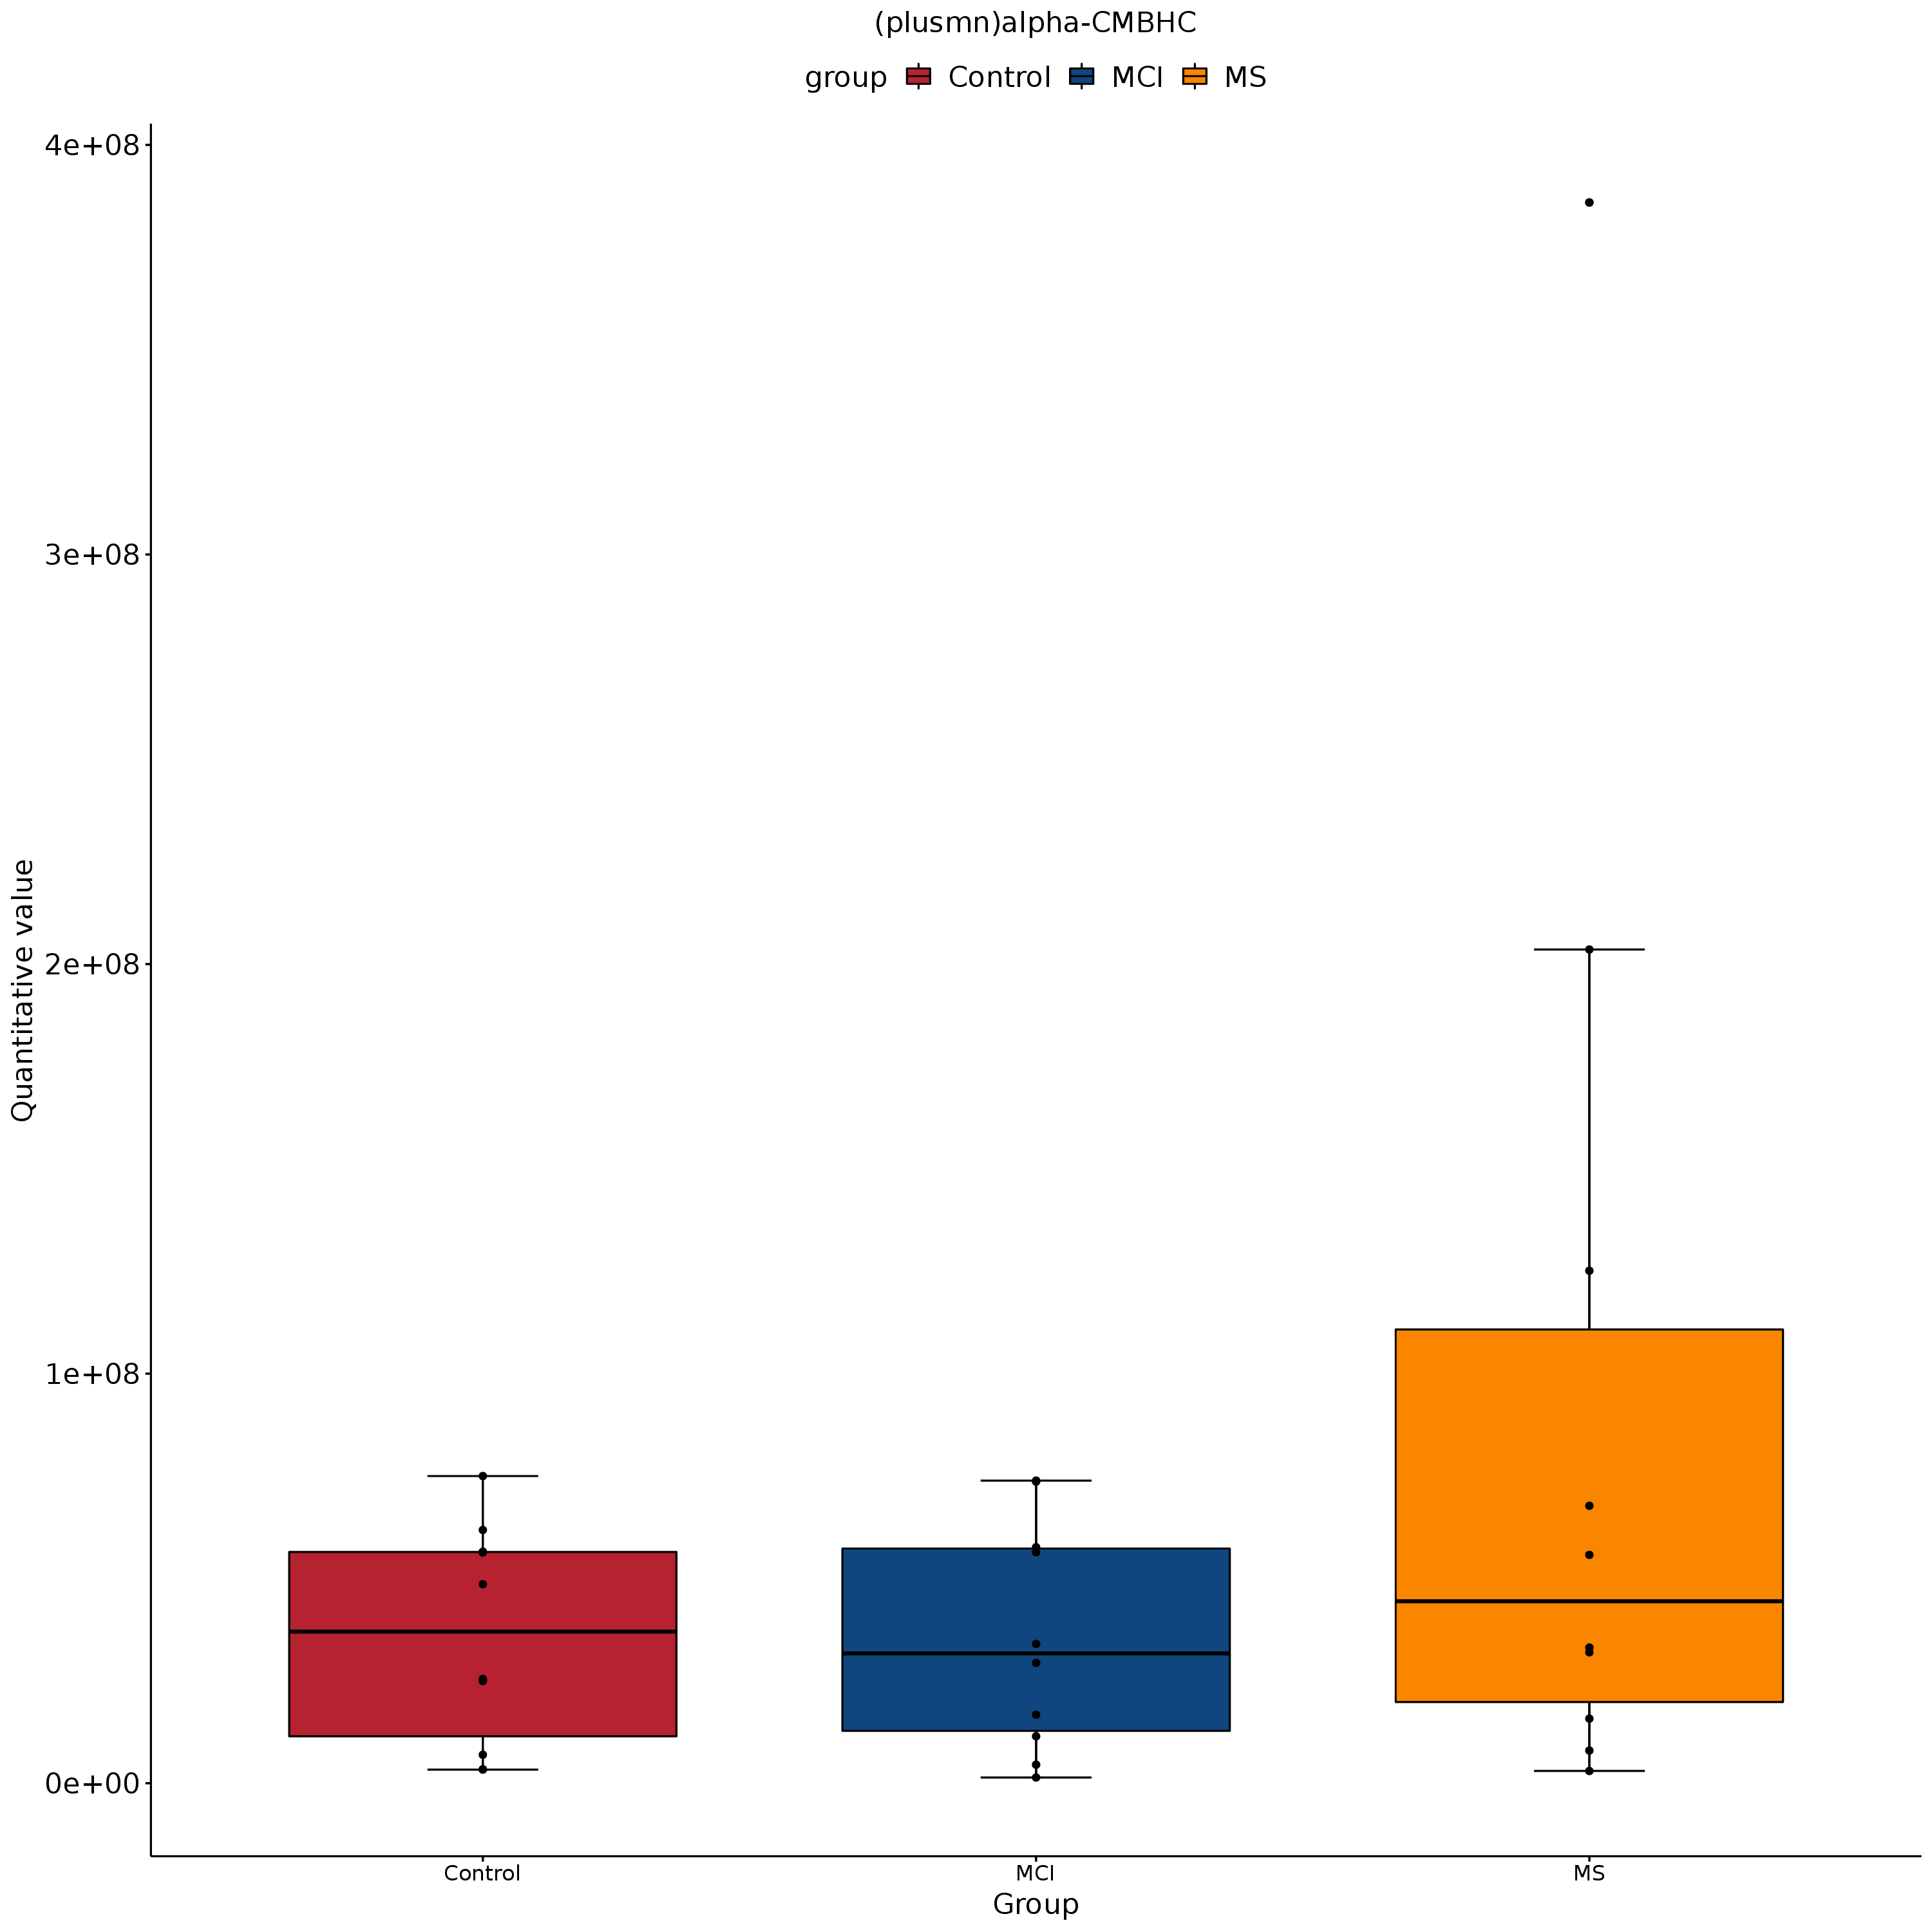 (plusmn)alpha-CMBHC
group Control MCI MS
4e+08
3e+08
2e+08
1e+08
0e+00
Quantitative value
Control MCI MS
Group